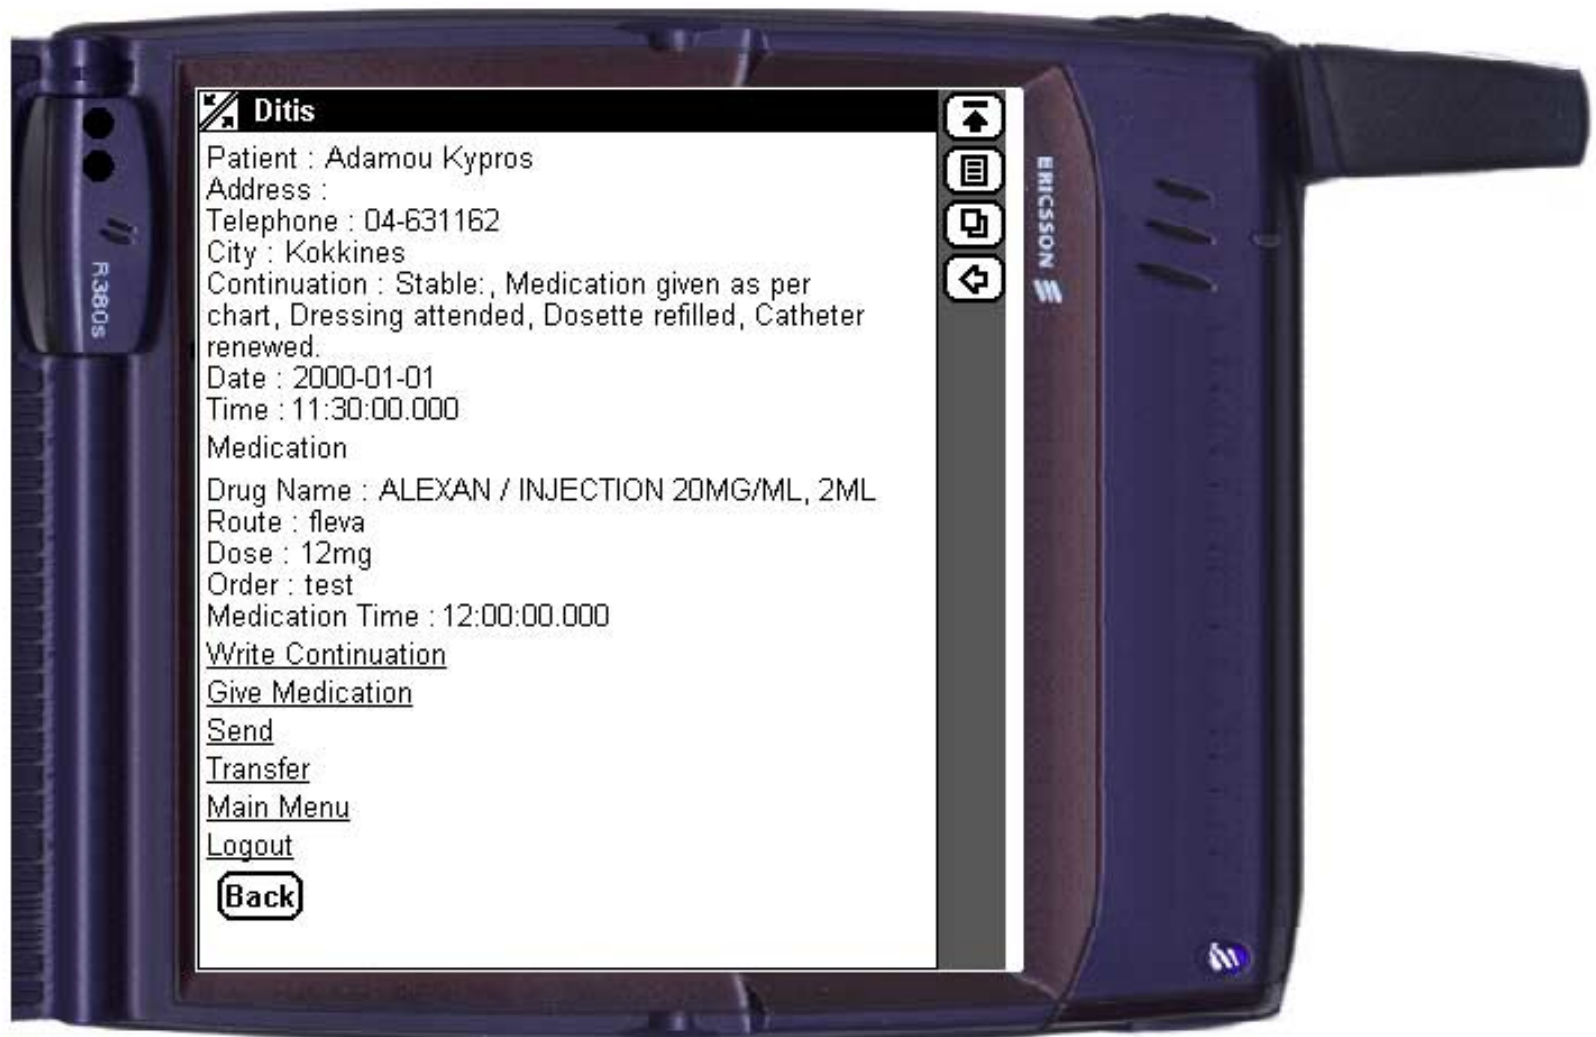 Ditis
Patient : Adamou Kypros
Address :
Telephone : 04-631162
City : Kokkines
Continuation : Stable:, Medication given as per
chart, Dressing attended, Dosette refilled, Catheter
renewed.
Date : 2000-01-01
Time : 11:30:00.000
Medication
Drug Name : ALEXAN / INJECTION 20MG/ML, 2ML
Route : fleva
Dose : 12mg
Order : test
Medication Time : 12:00:00.000
Write Continuation
Give Medication
Send
Transfer
Main Menu
Logout
Back
R380s
ERICSSON